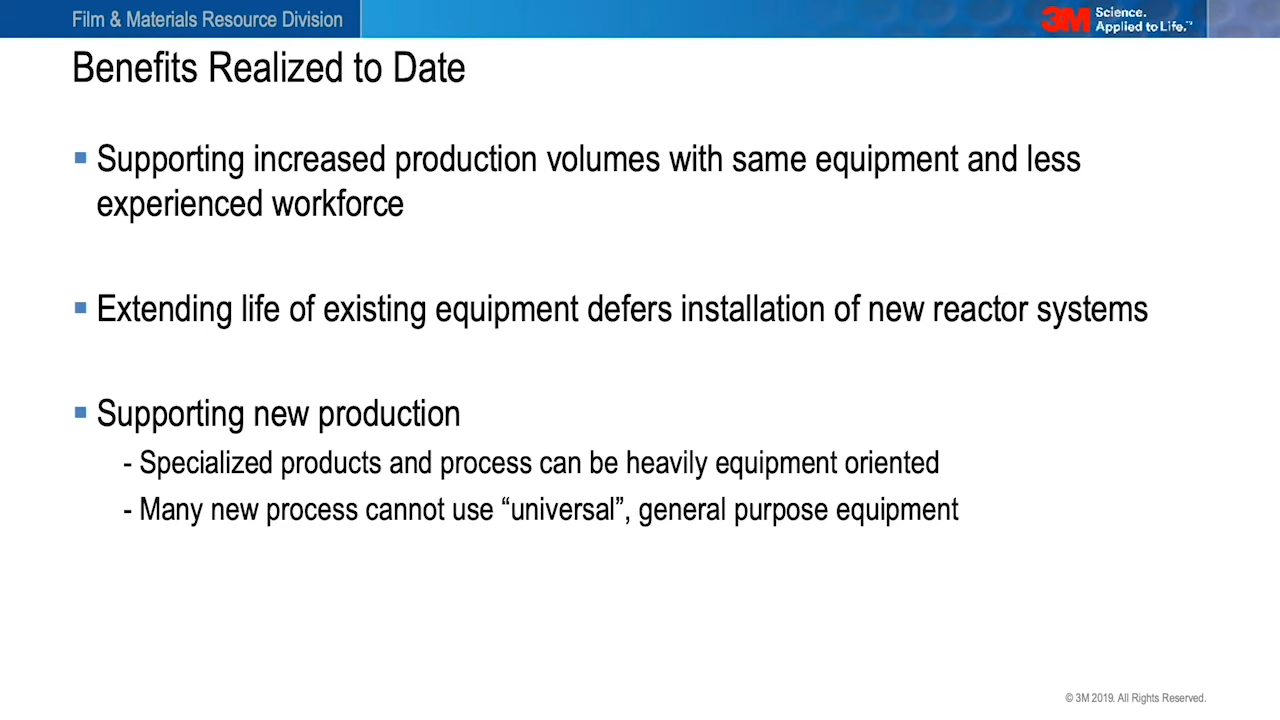 Film & Materials Resource Division
3M Science.
Applied to Life.™
Benefits Realized to Date
Supporting increased production volumes with same equipment and less
experienced workforce
Extending life of existing equipment defers installation of new reactor systems
Supporting new production
- Specialized products and process can be heavily equipment oriented
- Many new process cannot use “universal”, general purpose equipment
© 3M 2019. All Rights Reserved.